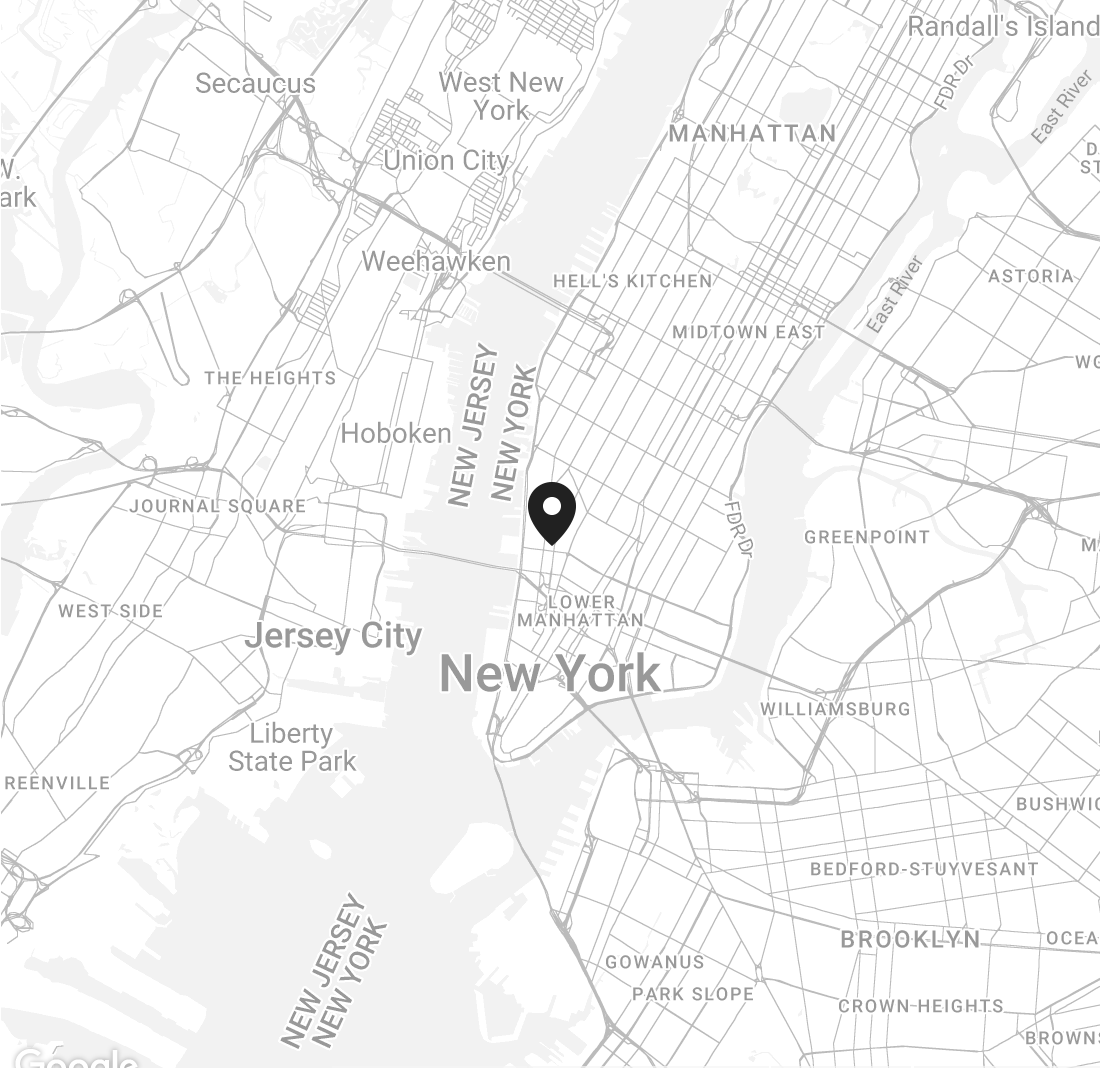 Randall's Island
Secaucus
West New
York
FDR Dr
East River
MANHATTAN
Union City
W.
ark
Weehawken
HELL'S KITCHEN
East River
ASTORIA
MIDTOWN EAST
THE HEIGHTS
NEW JERSEY
NEW YORK
Hoboken
JOURNAL SQUARE
FDR Dr
GREENPOINT
WEST SIDE
LOWER
MANHATTAN
Jersey City
New York
WILLIAMSBURG
Liberty
State Park
REENVILLE
BUSHWIC
BEDFORD-STUYVESANT
NEW JERSEY
NEW YORK
BROOKLYN
OCEA
GOWANUS
PARK SLOPE
CROWN HEIGHTS
BROWNS
Google